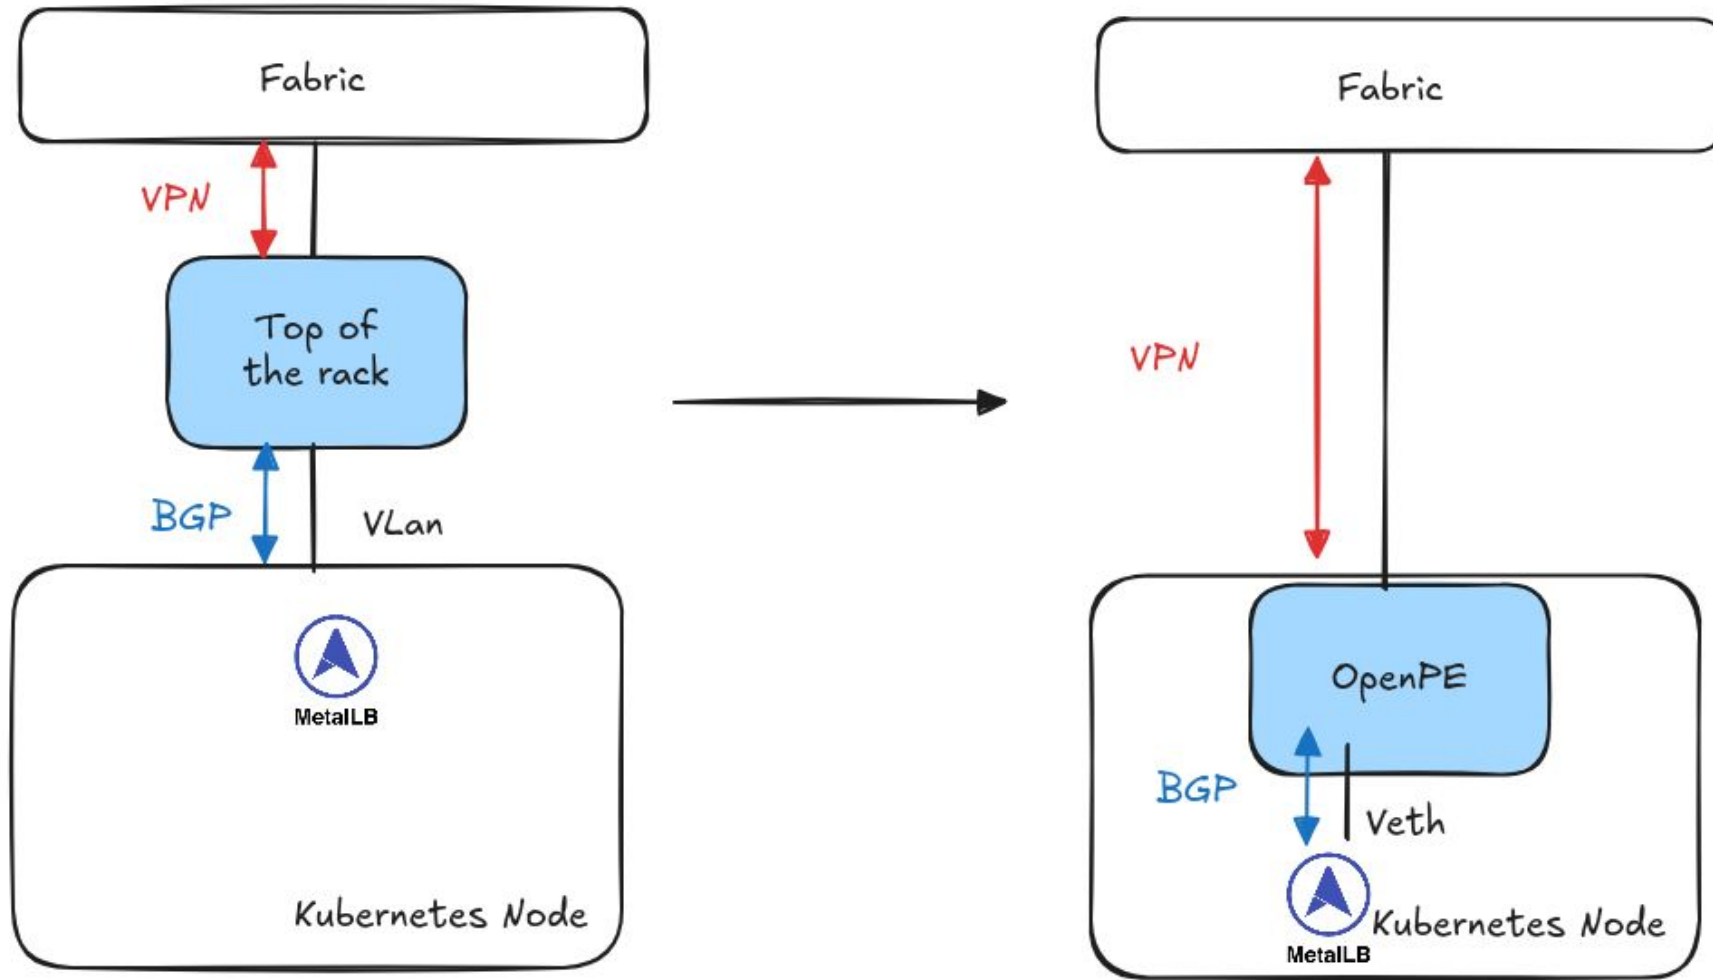 Fabric
VPN
Top of
the rack
BGP
VLan
MetalLB
Kubernetes Node
Fabric
VPN
OpenPE
BGP
Veth
MetalLB
Kubernetes Node